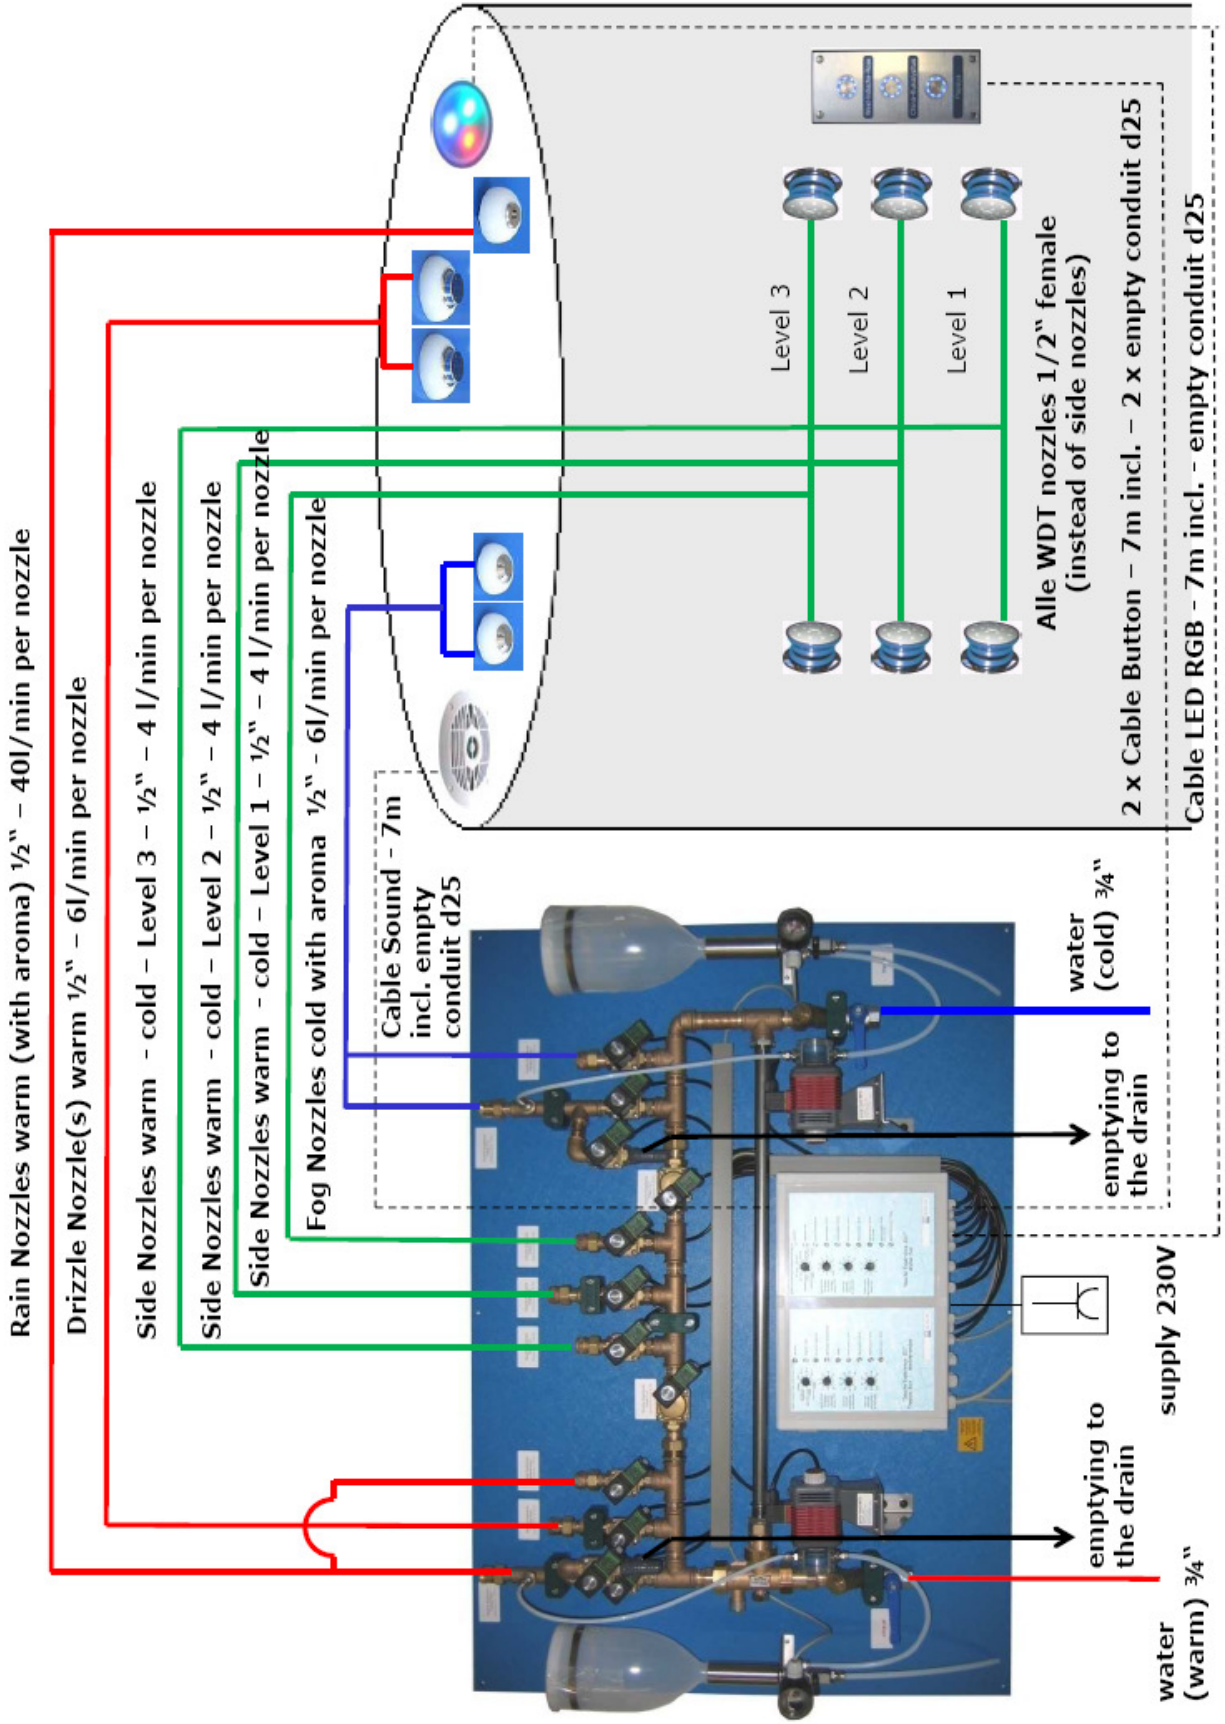 Rain Nozzles warm (with aroma) ½“ – 40l/min per nozzle
Drizzle Nozzle(s) warm ½“ – 6l/min per nozzle
Side Nozzles warm - cold – Level 3 – ½“ – 4 l/min per nozzle
Side Nozzles warm - cold – Level 2 – ½“ – 4 l/min per nozzle
Side Nozzles warm - cold – Level 1 – ½“ – 4 l/min per nozzle
Fog Nozzles cold with aroma ½“ - 6l/min per nozzle
Cable Sound – 7m
incl. empty
conduit d25
Level 3
Level 2
Level 1
Alle WDT nozzles 1/2“ female
(instead of side nozzles)
2 x Cable Button – 7m incl. – 2 x empty conduit d25
Cable LED RGB - 7m incl. - empty conduit d25
water
(warm) ¾“
emptying to
the drain
supply 230V
emptying to
the drain
water
(cold) ¾“